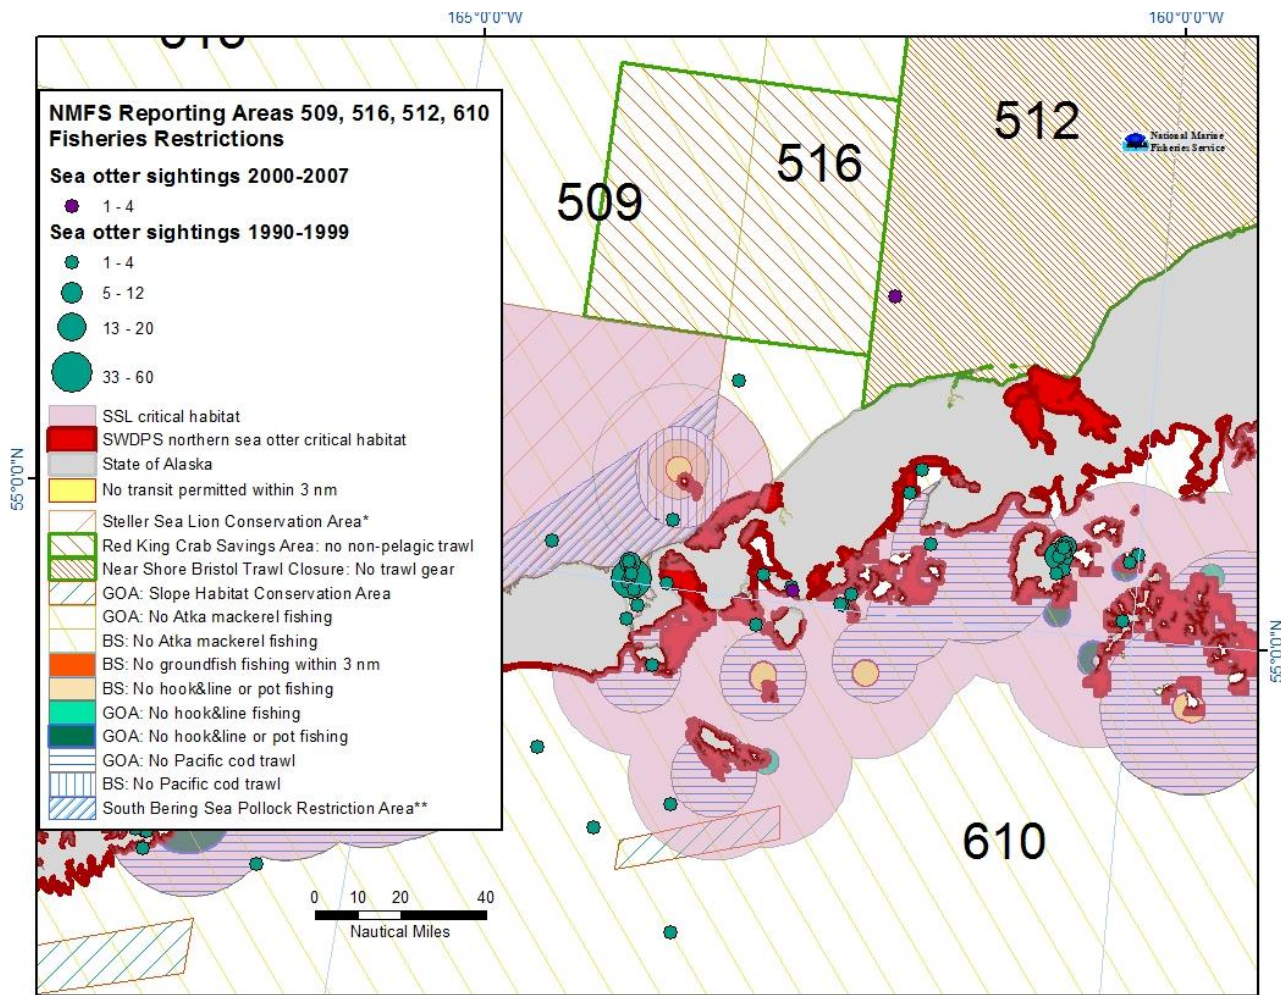 165°0'0"W
160°0'0"W
NMFS Reporting Areas 509, 516, 512, 610
Fisheries Restrictions
Sea otter sightings 2000-2007
1 - 4
Sea otter sightings 1990-1999
1 - 4
5 - 12
13 - 20
33 - 60
SSL critical habitat
SWDPS northern sea otter critical habitat
State of Alaska
No transit permitted within 3 nm
Steller Sea Lion Conservation Area*
Red King Crab Savings Area: no non-pelagic trawl
Near Shore Bristol Trawl Closure: No trawl gear
GOA: Slope Habitat Conservation Area
GOA: No Atka mackerel fishing
BS: No Atka mackerel fishing
BS: No groundfish fishing within 3 nm
BS: No hook&line or pot fishing
GOA: No hook&line fishing
GOA: No hook&line or pot fishing
GOA: No Pacific cod trawl
BS: No Pacific cod trawl
South Bering Sea Pollock Restriction Area**
512
516
509
National Marine
Fisheries Service
55°0'0"N
55°0'0"N
610
0 10 20 40
Nautical Miles